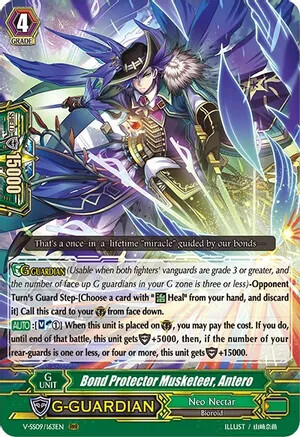 4
GRADE
15000
SHIELD
That's a once-in-a-lifetime "miracle" guided by our bonds
G GUARDIAN (Usable when both fighters' vanguards are grade 3 or greater, and
the number of face up G guardians in your G zone is three or less)-Opponent
Turn's Guard Step-[Choose a card with " Heal" from your hand, and discard
it] Call this card to your from face down.
AUTO : When this unit is placed on , you may pay the cost. If you do,
until end of that battle, this unit gets +5000, then, if the number of your
rear-guards is one or less, or four or more, this unit gets +15000.
G UNIT
Bond Protector Musketeer, Antero
G-GUARDIAN
Neo Nectar
Bioroid
V-SS09/163EN RRR
ILLUST / 山崎奈苗